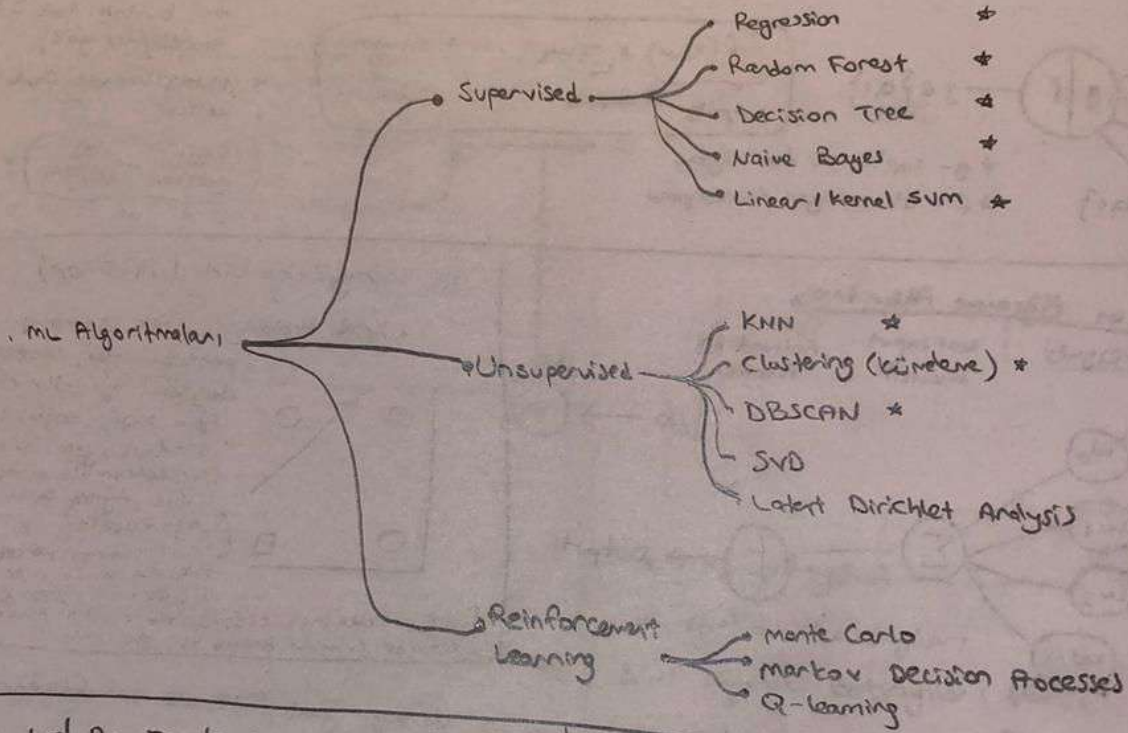 . ML Algoritmaları
Supervised
Regression ☆
Random Forest ☆
Decision Tree ☆
Naive Bayes ☆
Linear / kernel SVM ☆
Unsupervised
KNN ☆
Clustering (kümeleme) ☆
DBSCAN ☆
SVD
Latent Dirichlet Analysis
Reinforcement
Learning
Monte Carlo
Markov Decision Processes
Q-learning